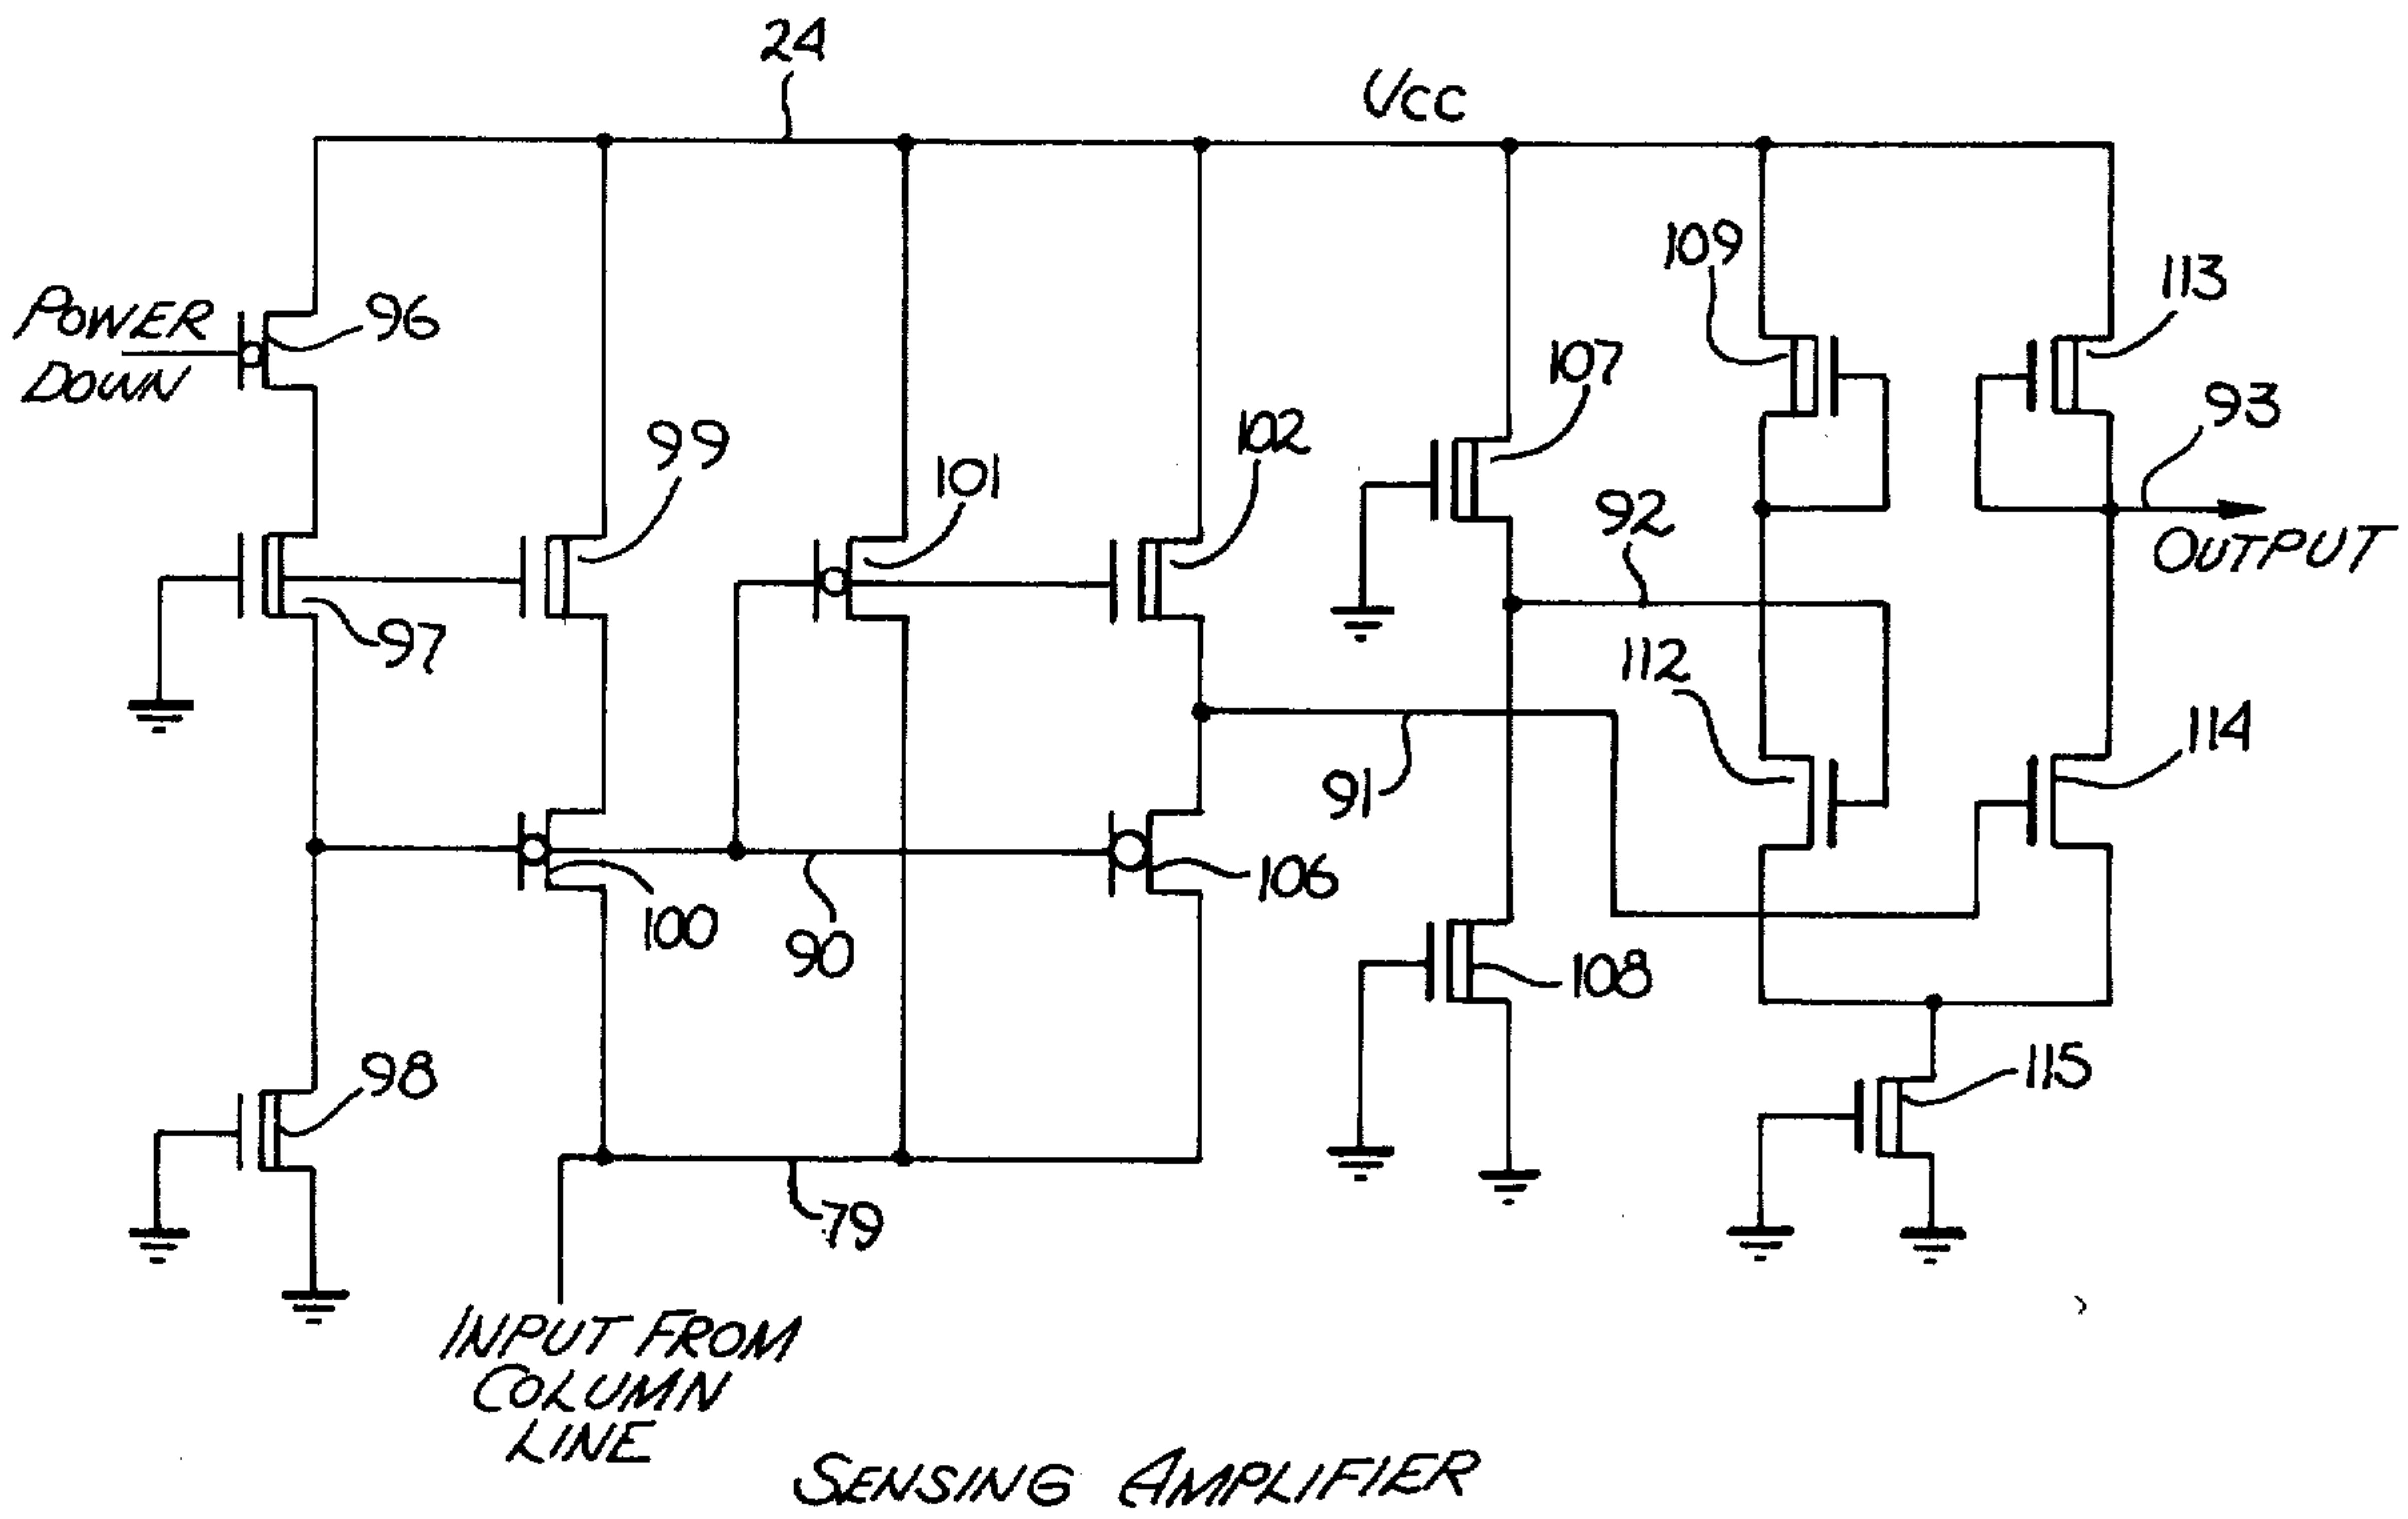 24
VCC
109
113
POWER
DOWN
96
107
93
99
101
102
92
OUTPUT
97
112
114
91
106
100
90
108
98
115
79
INPUT FROM
COLUMN
LINE
SENSING AMPLIFIER